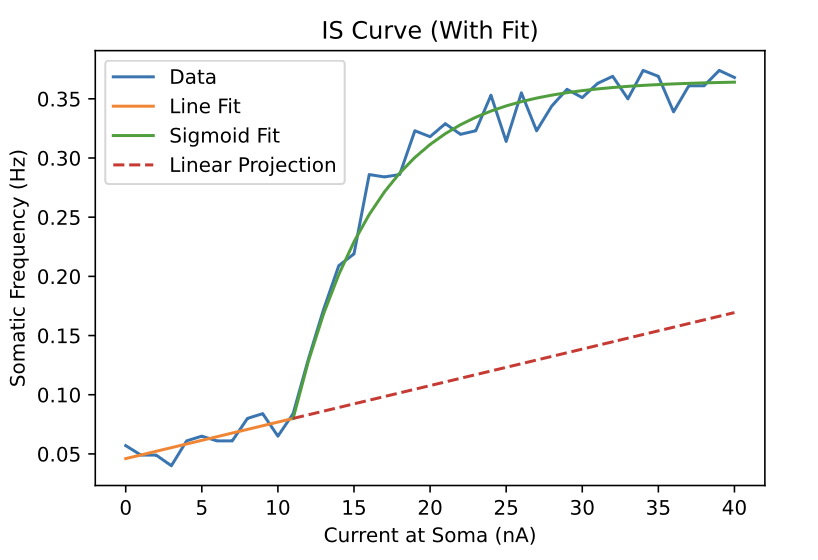 IS Curve (With Fit)
Data
Line Fit
Sigmoid Fit
Linear Projection
Somatic Frequency (Hz)
0.35
0.30
0.25
0.20
0.15
0.10
0.05
0 5 10 15 20 25 30 35 40
Current at Soma (nA)